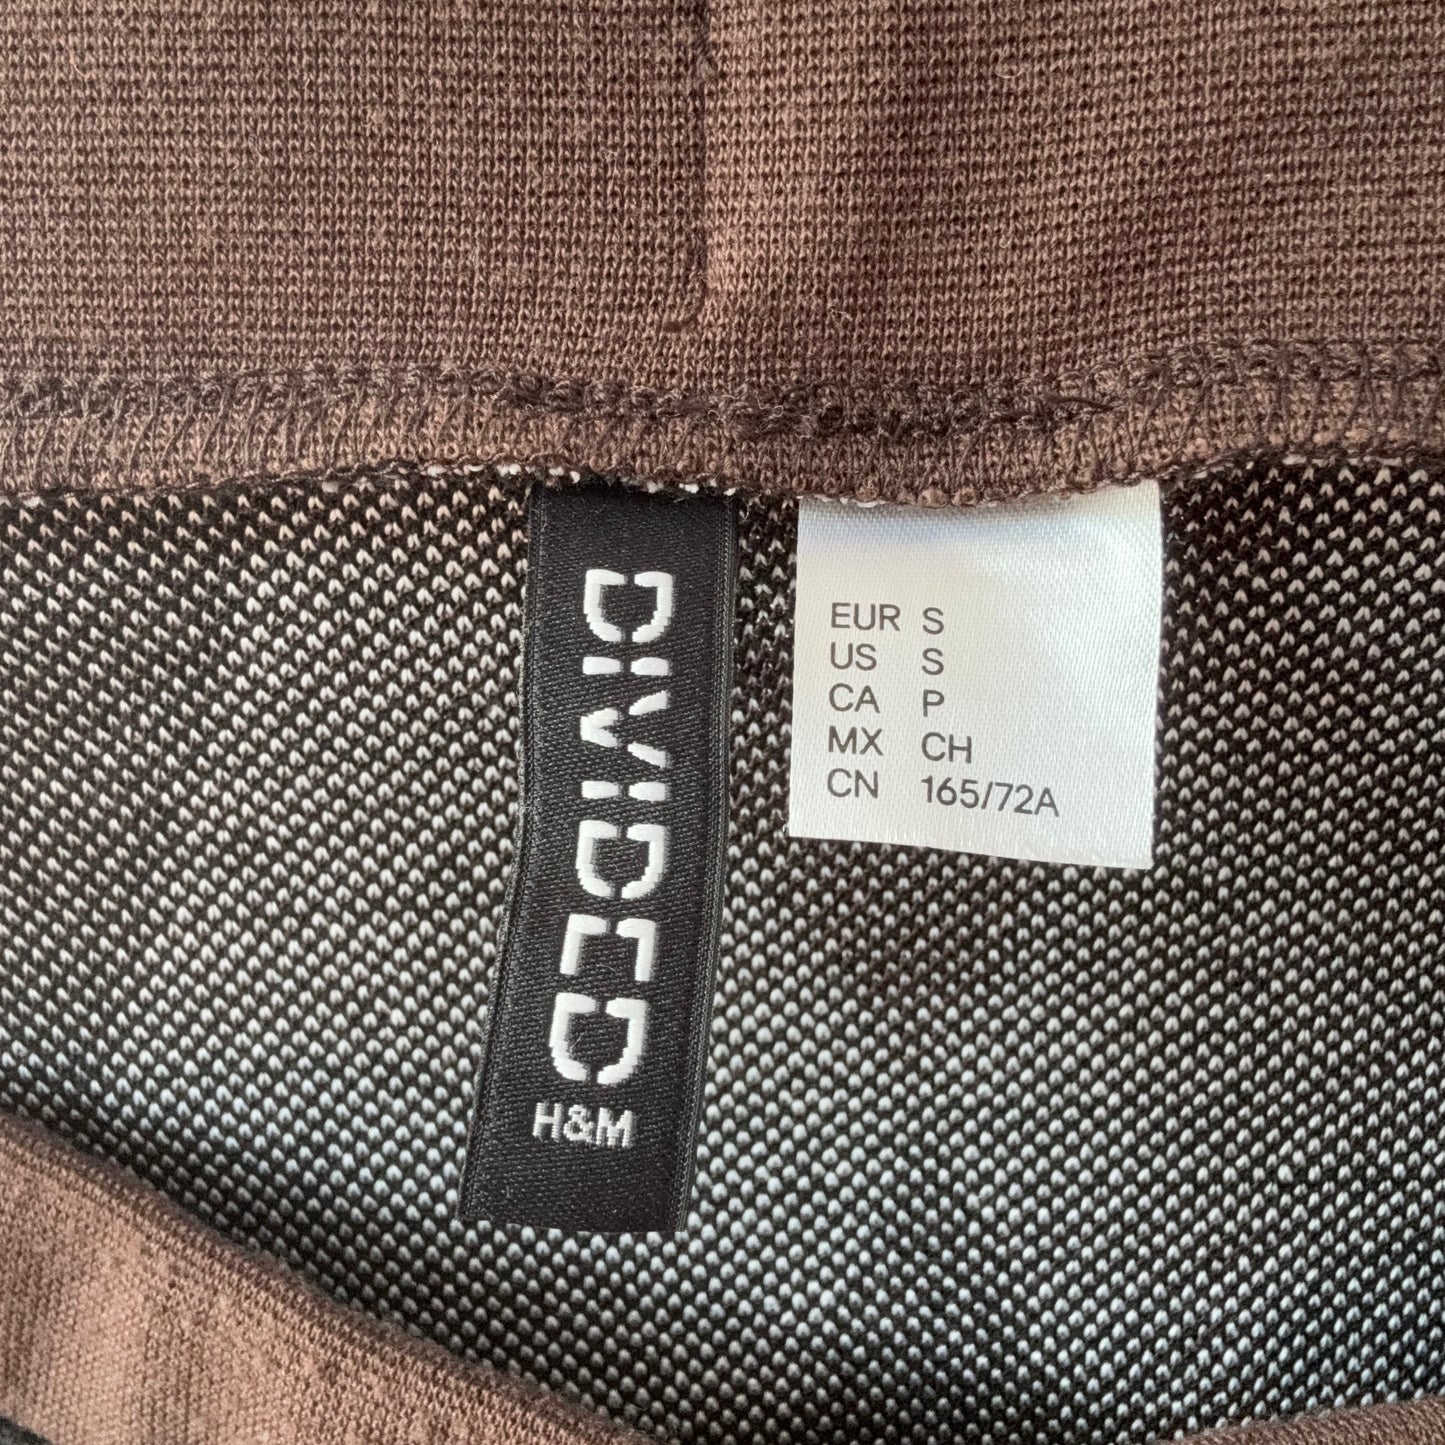 DIVIDED
H&M
EUR S
US S
CA P
MX CH
CN 165/72A